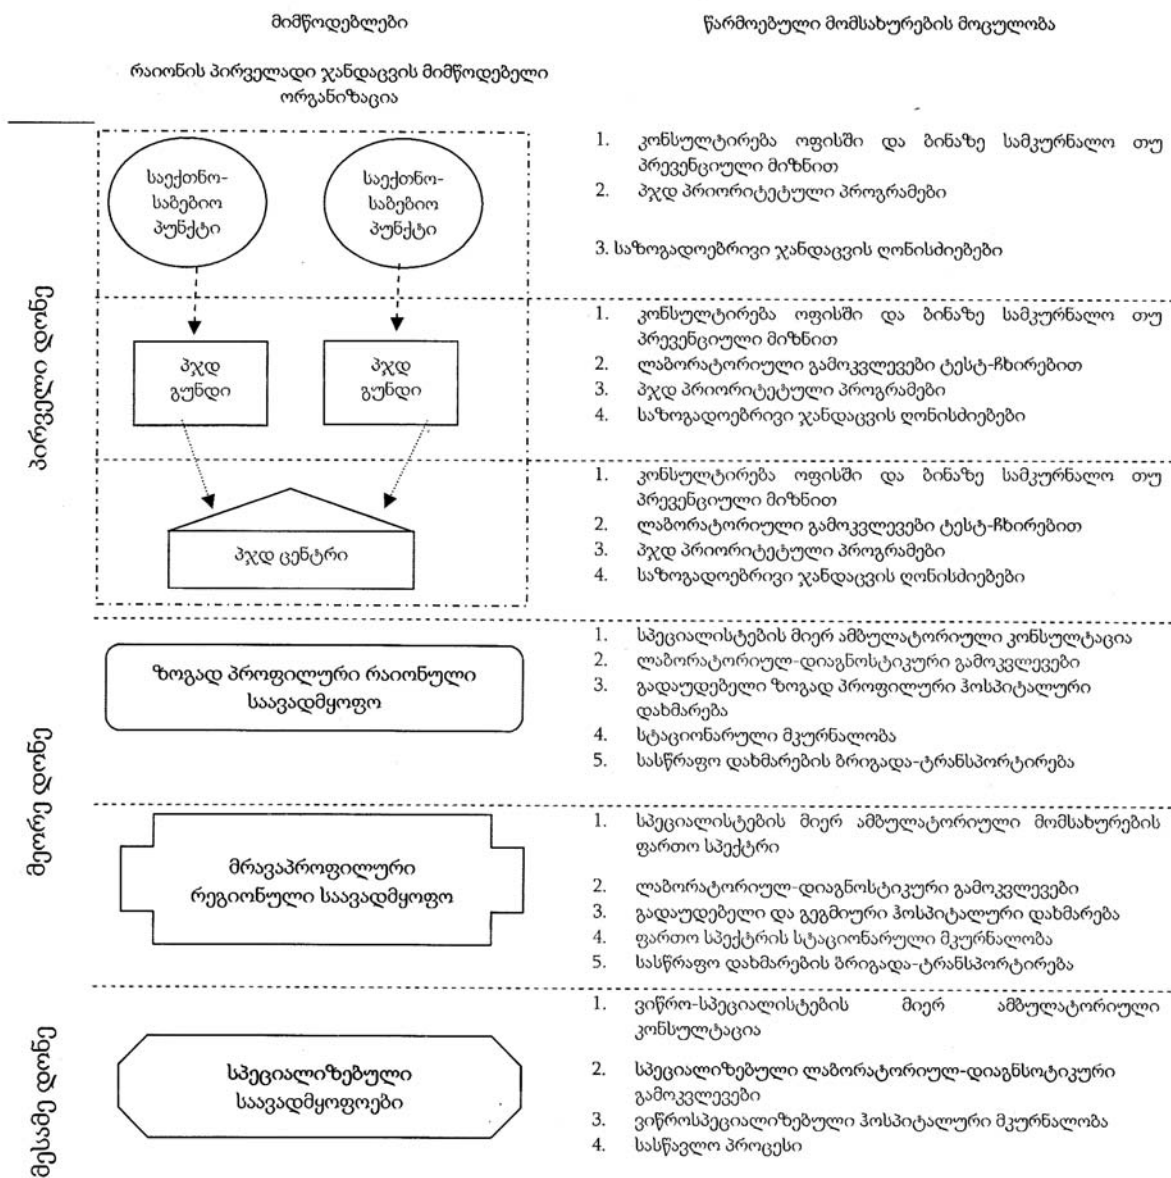 მიმწოდებლები
წარმოებული მომსახურების მოცულობა
რაიონის პირველადი ჯანდაცვის მიმწოდებელი
ორგანიზაცია
პირველი დონე
საექთნო-
საბებიო
პუნქტი
საექთნო-
საბებიო
პუნქტი
1. კონსულტირება ოფისში და ბინაზე სამკურნალო თუ
პრევენციული მიზნით
2. პჯდ პრიორიტეტული პროგრამები
3. საზოგადოებრივი ჯანდაცვის ღონისძიებები
პჯდ
გუნდი
პჯდ
გუნდი
1. კონსულტირება ოფისში და ბინაზე სამკურნალო თუ
პრევენციული მიზნით
2. ლაბორატორიული გამოკვლევები ტესტ-ჩხირებით
3. პჯდ პრიორიტეტული პროგრამები
4. საზოგადოებრივი ჯანდაცვის ღონისძიებები
პჯდ ცენტრი
1. კონსულტირება ოფისში და ბინაზე სამკურნალო თუ
პრევენციული მიზნით
2. ლაბორატორიული გამოკვლევები ტესტ-ჩხირებით
3. პჯდ პრიორიტეტული პროგრამები
4. საზოგადოებრივი ჯანდაცვის ღონისძიებები
მეორე დონე
ზოგად პროფილური რაიონული
საავადმყოფო
1. სპეციალისტების მიერ ამბულატორიული კონსულტაცია
2. ლაბორატორიულ-დიაგნოსტიკური გამოკვლევები
3. გადაუდებელი ზოგად პროფილური ჰოსპიტალური
დახმარება
4. სტაციონარული მკურნალობა
5. სასწრაფო დახმარების ბრიგადა-ტრანსპორტირება
მრავაპროფილური
რეგიონული საავადმყოფო
1. სპეციალისტების მიერ ამბულატორიული მომსახურების
ფართო სპექტრი
2. ლაბორატორიულ-დიაგნოსტიკური გამოკვლევები
3. გადაუდებელი და გეგმიური ჰოსპიტალური დახმარება
4. ფართო სპექტრის სტაციონარული მკურნალობა
5. სასწრაფო დახმარების ბრიგადა-ტრანსპორტირება
მესამე დონე
სპეციალიზებული
საავადმყოფოები
1. ვიწრო-სპეციალისტების მიერ ამბულატორიული
კონსულტაცია
2. სპეციალიზებული ლაბორატორიულ-დიაგნსოტიკური
გამოკვლევები
3. ვიწროსპეციალიზებული ჰოსპიტალური მკურნალობა
4. სასწავლო პროცესი